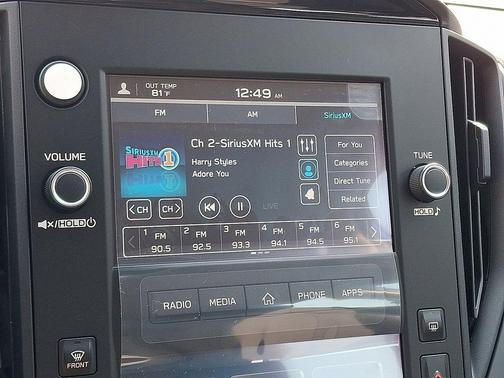 OUT TEMP
81°F
12:49 AM
FM
AM
SiriusXM
SIRIUSXM
HITS 1
Ch 2-SiriusXM Hits 1
Harry Styles
Adore You
For You
Categories
Direct Tune
Related
< CH
CH >
LIVE
1 FM 90.5
2 FM 92.5
3 FM 93.3
4 FM 94.1
5 FM 94.5
6 FM 95.1
VOLUME
HOLD
TUNE
HOLD
RADIO
MEDIA
PHONE
APPS
FRONT